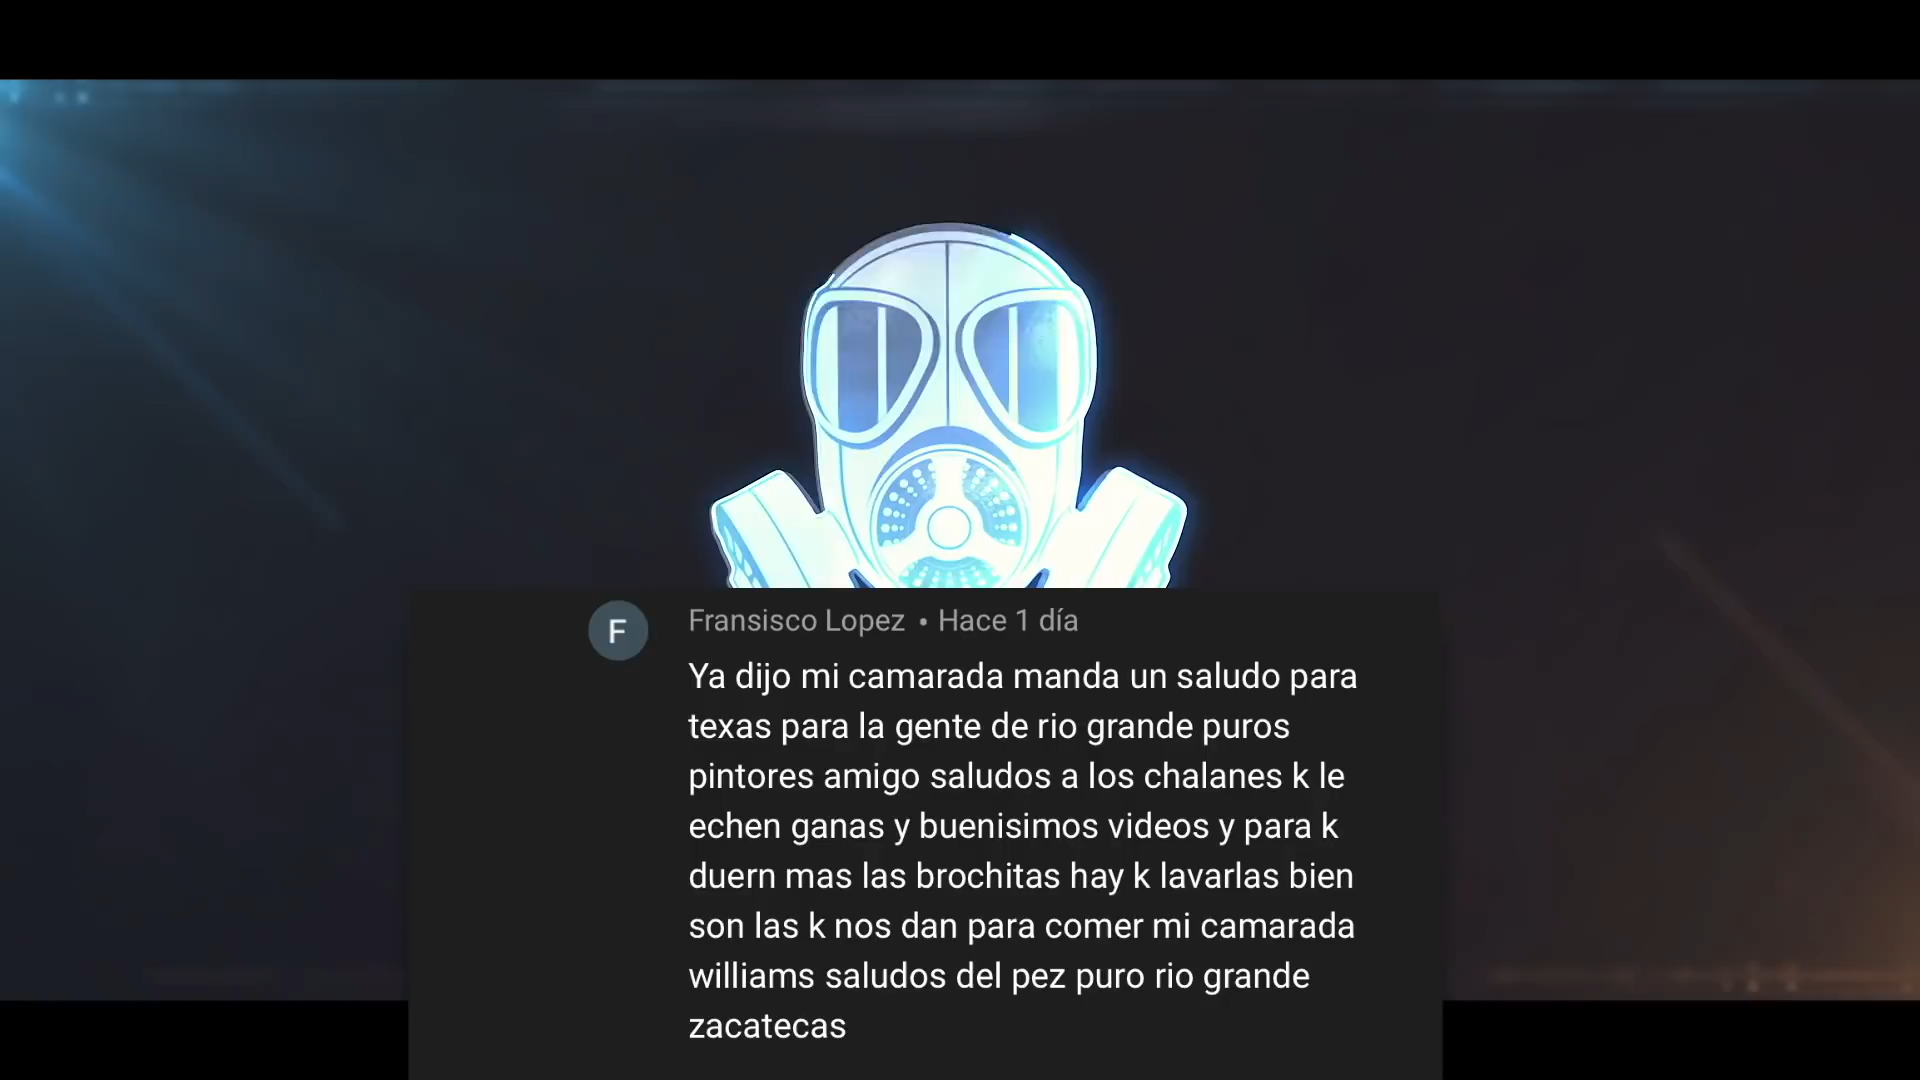 F
Fransisco Lopez • Hace 1 día
Ya dijo mi camarada manda un saludo para
texas para la gente de rio grande puros
pintores amigo saludos a los chalanes k le
echen ganas y buenisimos videos y para k
duern mas las brochitas hay k lavarlas bien
son las k nos dan para comer mi camarada
williams saludos del pez puro rio grande
zacatecas